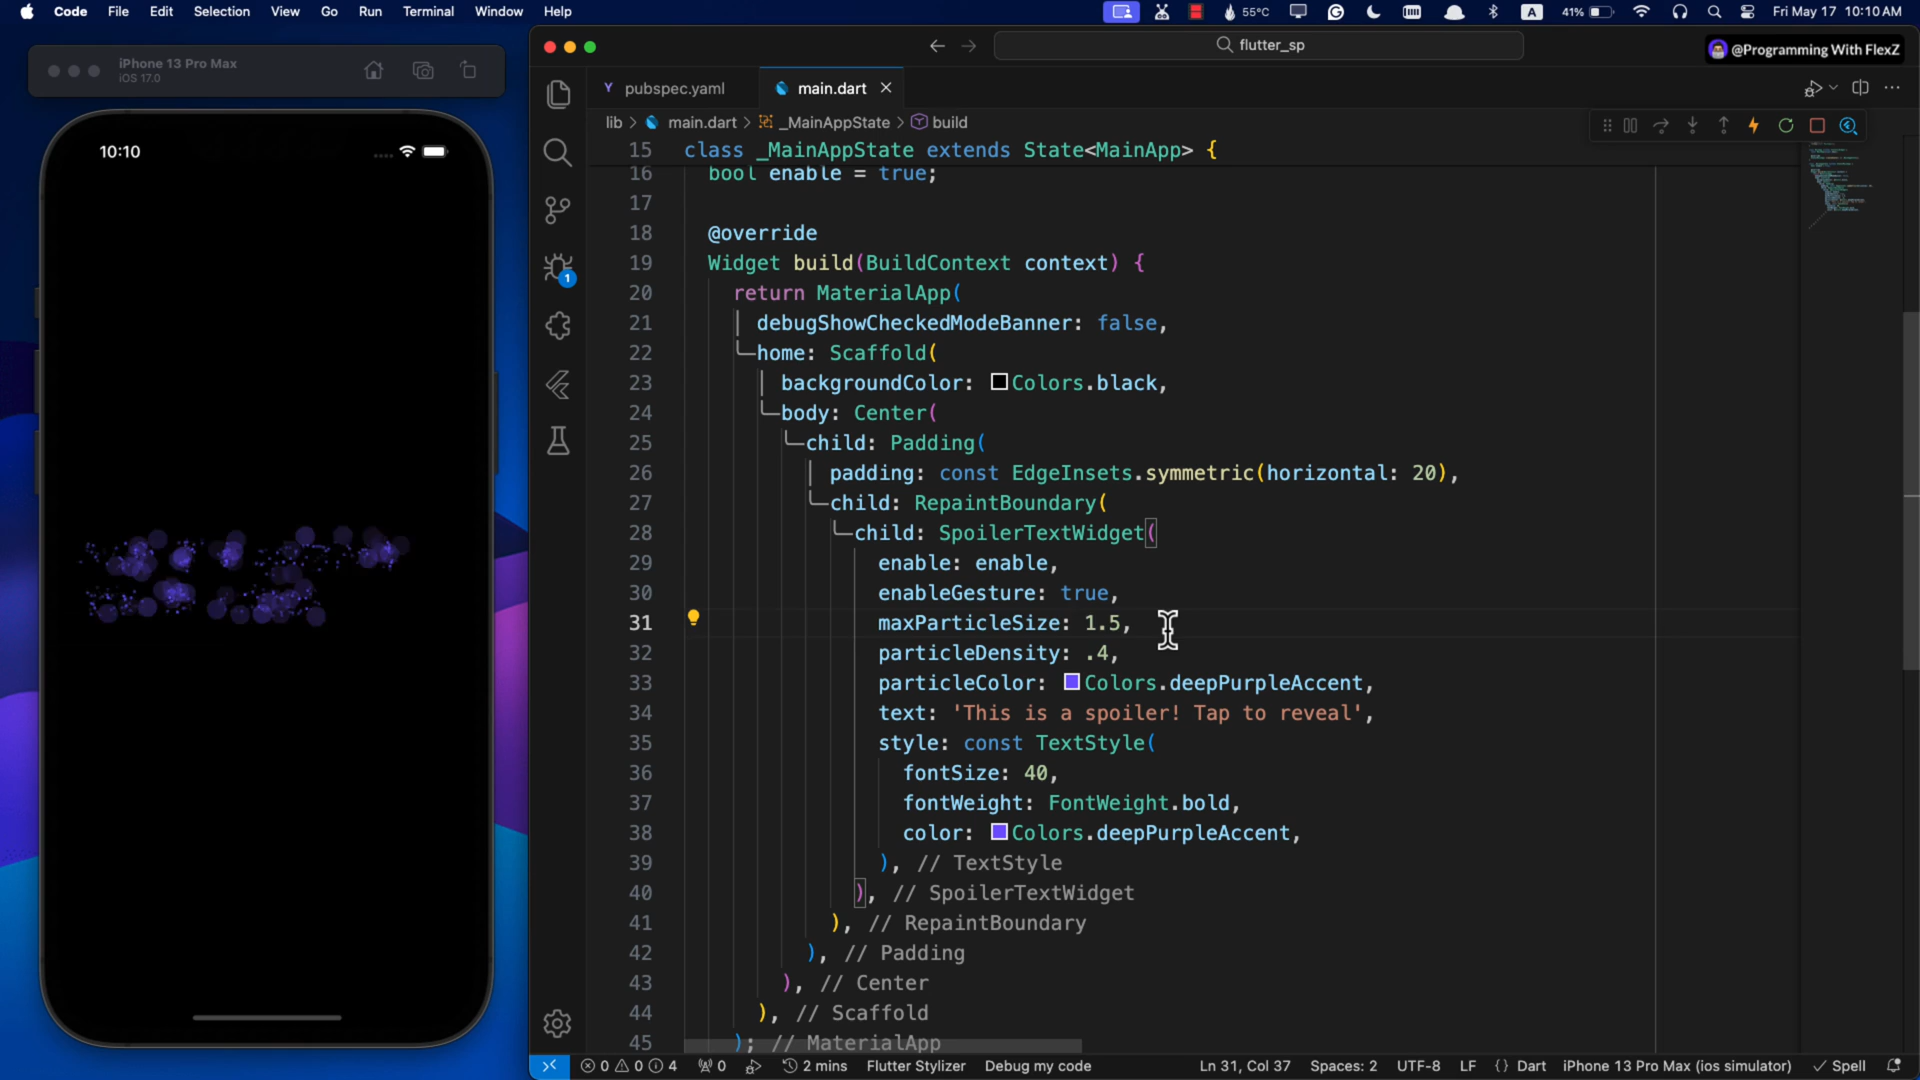 Code File Edit Selection View Go Run Terminal Window Help
55°C A 41% Fri May 17 10:10 AM
iPhone 13 Pro Max
iOS 17.0
10:10
flutter_sp
@Programming With FlexZ
pubspec.yaml
main.dart
lib > main.dart > _MainAppState > build
15 class _MainAppState extends State<MainApp> {
16 bool enable = true;
17
18 @override
19 Widget build(BuildContext context) {
20 return MaterialApp(
21 debugShowCheckedModeBanner: false,
22 home: Scaffold(
23 backgroundColor: Colors.black,
24 body: Center(
25 child: Padding(
26 padding: const EdgeInsets.symmetric(horizontal: 20),
27 child: RepaintBoundary(
28 child: SpoilerTextWidget(
29 enable: enable,
30 enableGesture: true,
31 maxParticleSize: 1.5,
32 particleDensity: .4,
33 particleColor: Colors.deepPurpleAccent,
34 text: 'This is a spoiler! Tap to reveal',
35 style: const TextStyle(
36 fontSize: 40,
37 fontWeight: FontWeight.bold,
38 color: Colors.deepPurpleAccent,
39 ), // TextStyle
40 ), // SpoilerTextWidget
41 ), // RepaintBoundary
42 ), // Padding
43 ), // Center
44 ), // Scaffold
45 ); // MaterialApp
1
0 0 4 0 2 mins Flutter Stylizer Debug my code Ln 31, Col 37 Spaces: 2 UTF-8 LF {} Dart iPhone 13 Pro Max (ios simulator) Spell